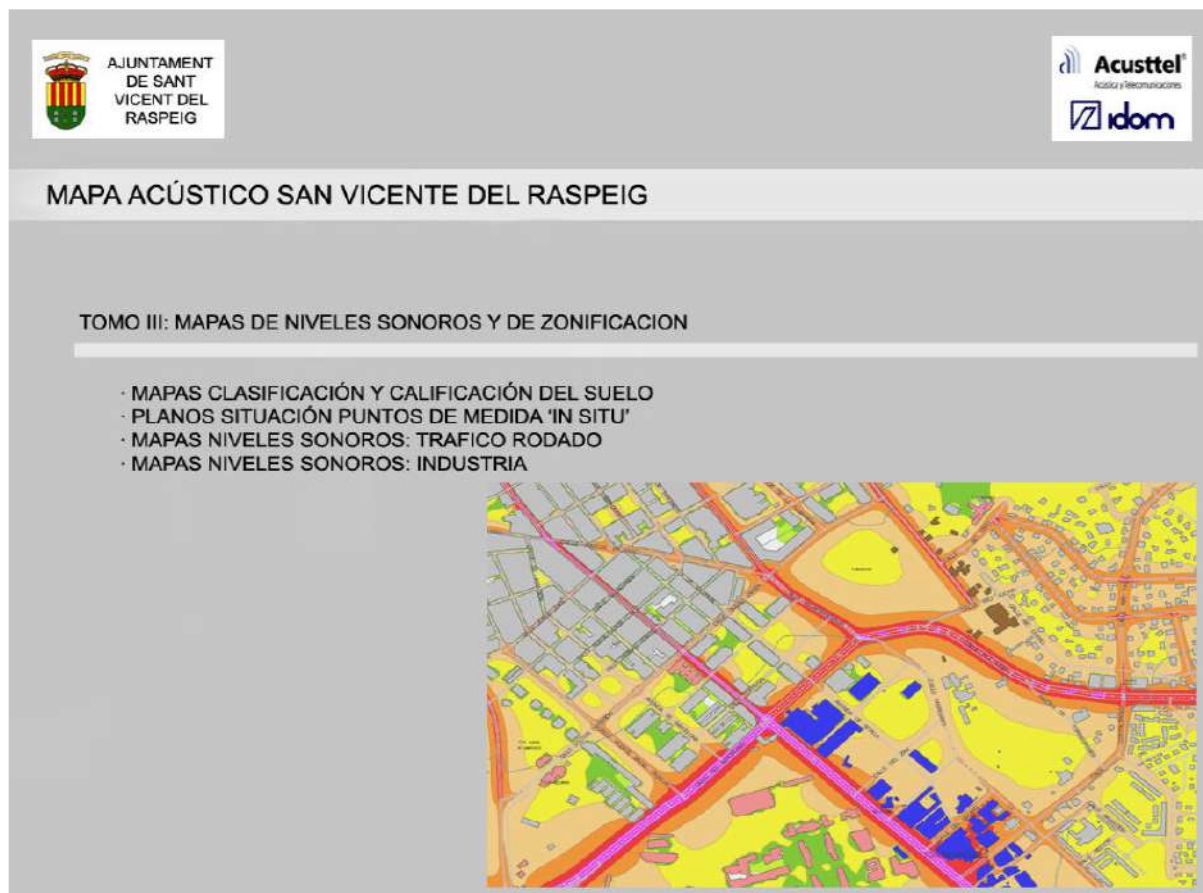 AJUNTAMENT
DE SANT
VICENT DEL
RASPEIG
Acusttel®
Acústica y Telecomunicaciones
idom
MAPA ACÚSTICO SAN VICENTE DEL RASPEIG
TOMO III: MAPAS DE NIVELES SONOROS Y DE ZONIFICACION
· MAPAS CLASIFICACIÓN Y CALIFICACIÓN DEL SUELO
· PLANOS SITUACIÓN PUNTOS DE MEDIDA ‘IN SITU’
· MAPAS NIVELES SONOROS: TRAFICO RODADO
· MAPAS NIVELES SONOROS: INDUSTRIA